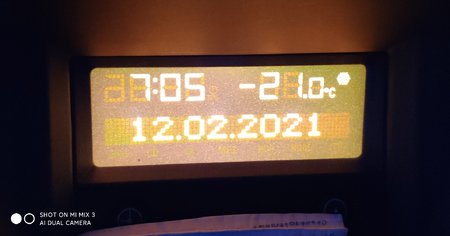 7:05 -21.0°C
12.02.2021
SHOT ON MI MIX 3
AI DUAL CAMERA